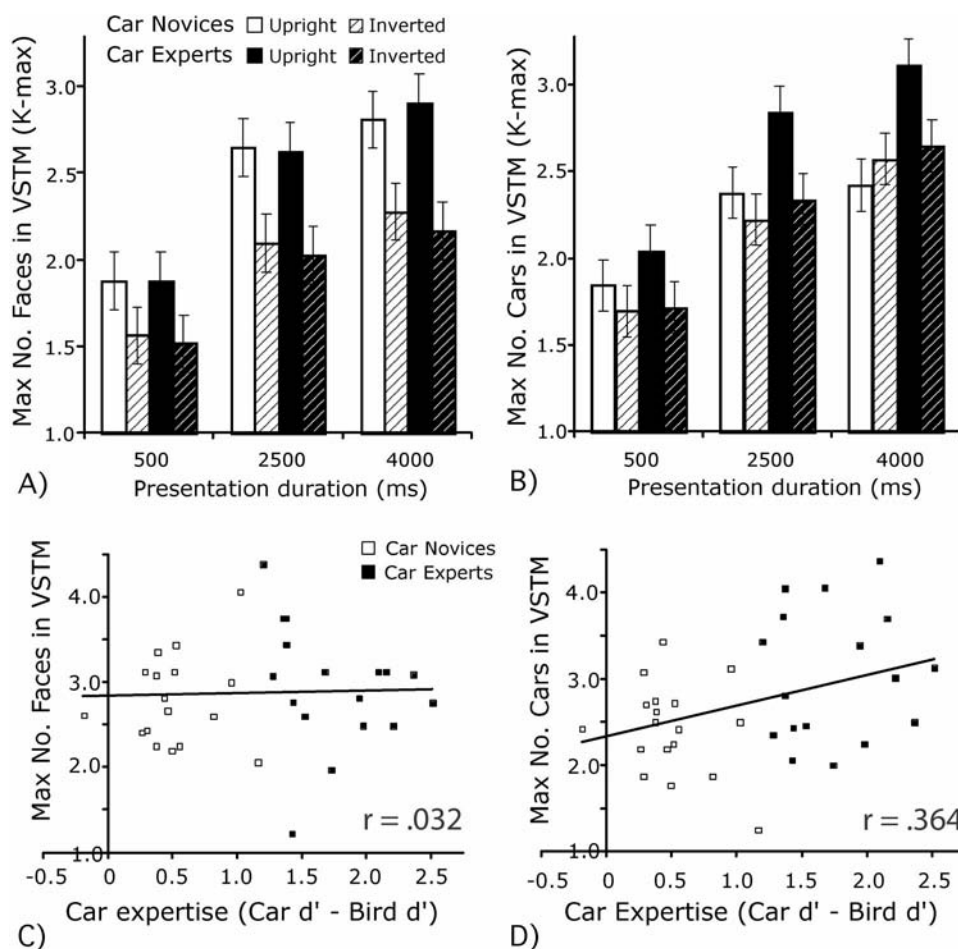 Car Novices Upright Inverted
Car Experts Upright Inverted
Max No. Faces in VSTM (K-max)
3.0
2.5
2.0
1.5
1.0
500 2500 4000
A) Presentation duration (ms)
Max No. Cars in VSTM (K-max)
3.0
2.5
2.0
1.5
1.0
500 2500 4000
B) Presentation duration (ms)
Car Novices
Car Experts
Max No. Faces in VSTM
4.0
3.0
2.0
1.0
r = .032
-0.5 0 0.5 1.0 1.5 2.0 2.5
Car expertise (Car d' - Bird d')
C)
Max No. Cars in VSTM
4.0
3.0
2.0
1.0
r = .364
-0.5 0 0.5 1.0 1.5 2.0 2.5
Car Expertise (Car d' - Bird d')
D)